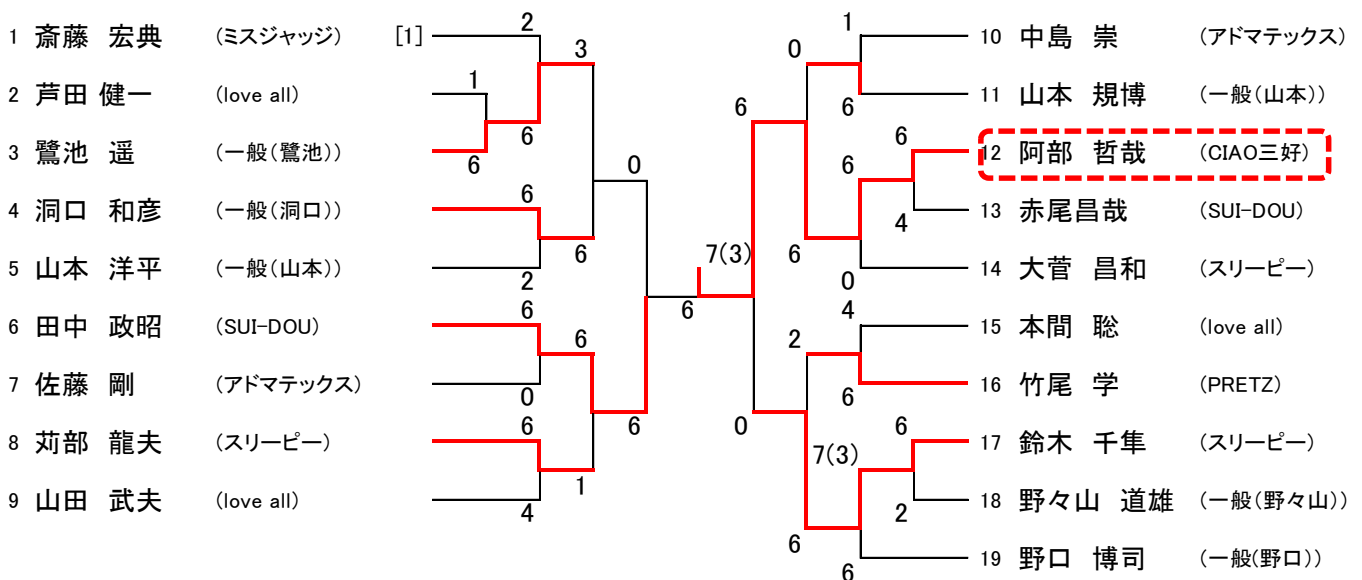 1 斎藤 宏典 (ミスジャッジ) [1]
2 芦田 健一 (love all)
3 鷺池 遥 (一般(鷺池))
4 洞口 和彦 (一般(洞口))
5 山本 洋平 (一般(山本))
6 田中 政昭 (SUI-DOU)
7 佐藤 剛 (アドマテックス)
8 苅部 龍夫 (スリーピー)
9 山田 武夫 (love all)
2
3
1
6
6
6
0
6
2
6
6
6
0
6
6
4
1
7(3)
6
1
0
6
6
6
6
4
6
0
4
2
6
0
6
7(3)
2
6
6
10 中島 崇 (アドマテックス)
11 山本 規博 (一般(山本))
12 阿部 哲哉 (CIAO三好)
13 赤尾昌哉 (SUI-DOU)
14 大菅 昌和 (スリーピー)
15 本間 聡 (love all)
16 竹尾 学 (PRETZ)
17 鈴木 千隼 (スリーピー)
18 野々山 道雄 (一般(野々山))
19 野口 博司 (一般(野口))